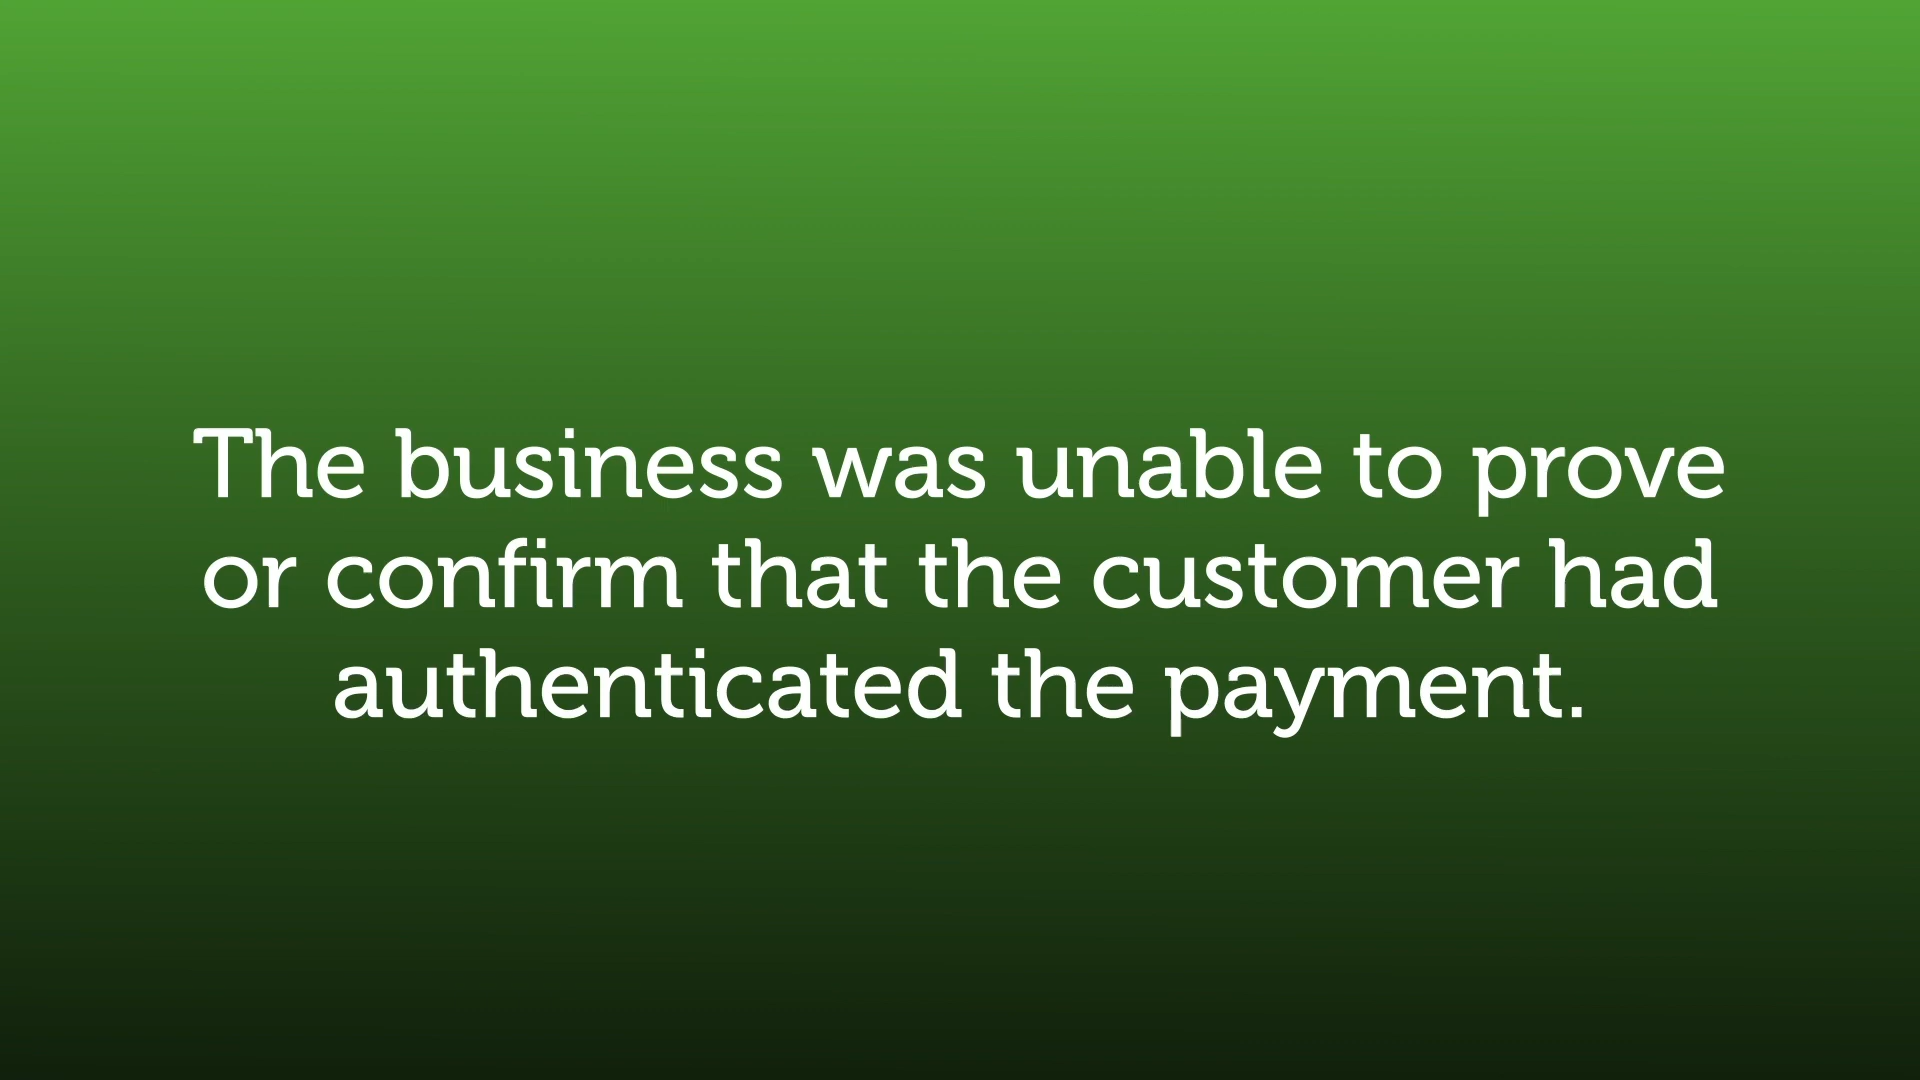 The business was unable to prove
or confirm that the customer had
authenticated the payment.